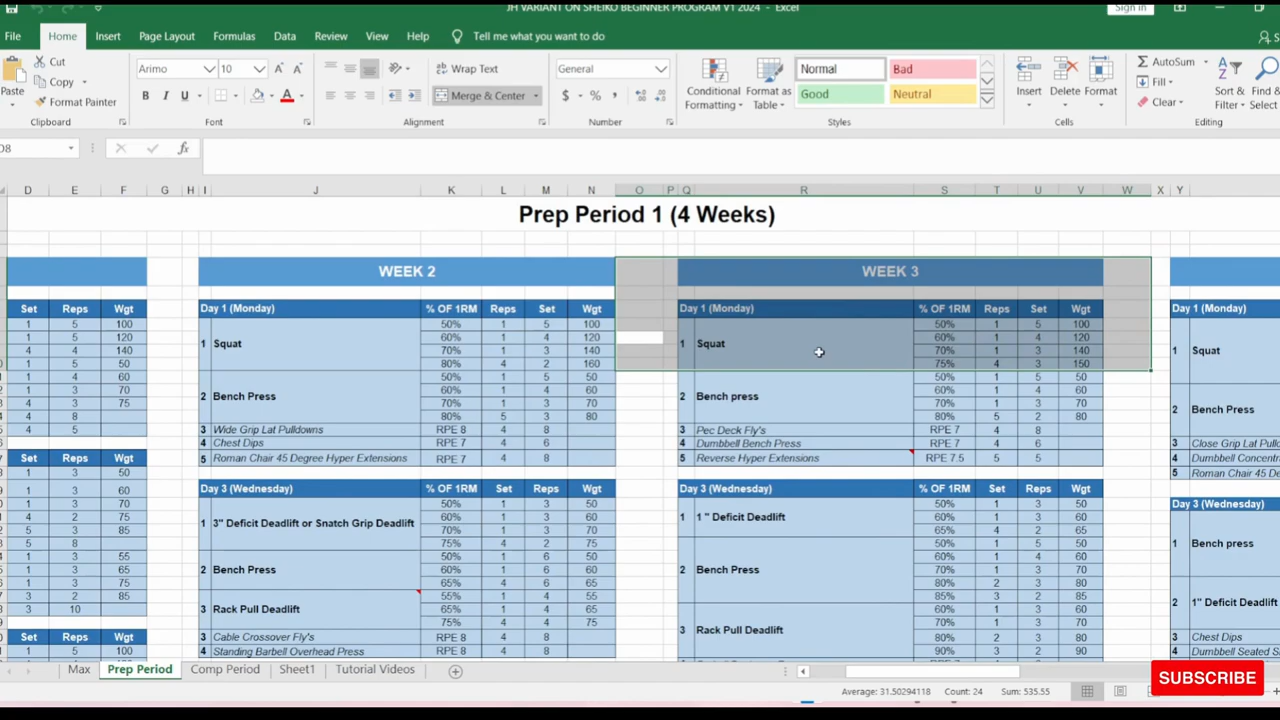 JH VARIANT ON SHEIKO BEGINNER PROGRAM V1 2024 - Excel Sign in
File Home Insert Page Layout Formulas Data Review View Help Tell me what you want to do
Cut
Copy
Format Painter
Paste
Clipboard
Arimo 10
B I U
Font
Wrap Text
Merge & Center
Alignment
General
$ % ,
Number
Conditional Formatting
Format as Table
Normal Bad
Good Neutral
Styles
Insert Delete Format
Cells
AutoSum
Fill
Clear
Sort & Filter
Find &
Editing
D8 fx
D E F G H I J K L M N O P Q R S T U V W X Y
Prep Period 1 (4 Weeks)
WEEK 2 WEEK 3
Set Reps Wgt Day 1 (Monday) % OF 1RM Reps Set Wgt Day 1 (Monday) % OF 1RM Reps Set Wgt Day 1 (Monday)
1 5 100 50% 1 5 100 50% 1 5 100
1 5 120 1 Squat 60% 1 4 120 1 Squat 60% 1 4 120 1 Squat
4 4 140 70% 1 3 140 70% 1 3 140
1 5 50 80% 4 2 160 75% 4 3 150
1 4 60 50% 1 5 50 50% 1 5 50
1 3 70 2 Bench Press 60% 1 4 60 2 Bench press 60% 1 4 60 2 Bench Press
4 3 75 70% 1 3 70 70% 1 3 70
4 8 80% 5 3 80 80% 5 2 80
4 5 3 Wide Grip Lat Pulldowns RPE 8 4 8 3 Pec Deck Fly's RPE 7 4 8
4 Chest Dips RPE 7 4 6 4 Dumbbell Bench Press RPE 7 4 6 3 Close Grip Lat Pull
Set Reps Wgt 5 Roman Chair 45 Degree Hyper Extensions RPE 7 4 8 5 Reverse Hyper Extensions RPE 7.5 5 5 4 Dumbbell Concentr
1 3 50 5 Roman Chair 45 De
1 3 60 Day 3 (Wednesday) % OF 1RM Set Reps Wgt Day 3 (Wednesday) % OF 1RM Set Reps Wgt
1 3 70 50% 1 3 50 50% 1 3 50 Day 3 (Wednesday)
4 2 75 1 3" Deficit Deadlift or Snatch Grip Deadlift 60% 1 3 60 1 1 " Deficit Deadlift 60% 1 3 60
5 3 85 70% 1 3 70 65% 4 2 65
5 8 75% 4 2 75 50% 1 5 50 1 Bench press
1 3 55 50% 1 6 50 60% 1 4 60
1 3 65 2 Bench Press 60% 1 6 60 2 Bench Press 70% 1 3 70
1 3 75 65% 4 6 65 80% 2 3 80
3 2 85 55% 1 4 55 85% 3 2 85 2 1" Deficit Deadlift
3 10 3 Rack Pull Deadlift 65% 1 4 65 60% 1 3 60
75% 4 4 75 3 Rack Pull Deadlift 70% 1 3 70
Set Reps Wgt 3 Cable Crossover Fly's RPE 8 4 8 80% 2 3 80 3 Chest Dips
1 5 100 4 Standing Barbell Overhead Press RPE 8 4 8 90% 3 2 90 4 Dumbbell Seated S
Max Prep Period Comp Period Sheet1 Tutorial Videos
Average: 31.50294118 Count: 24 Sum: 535.55
SUBSCRIBE